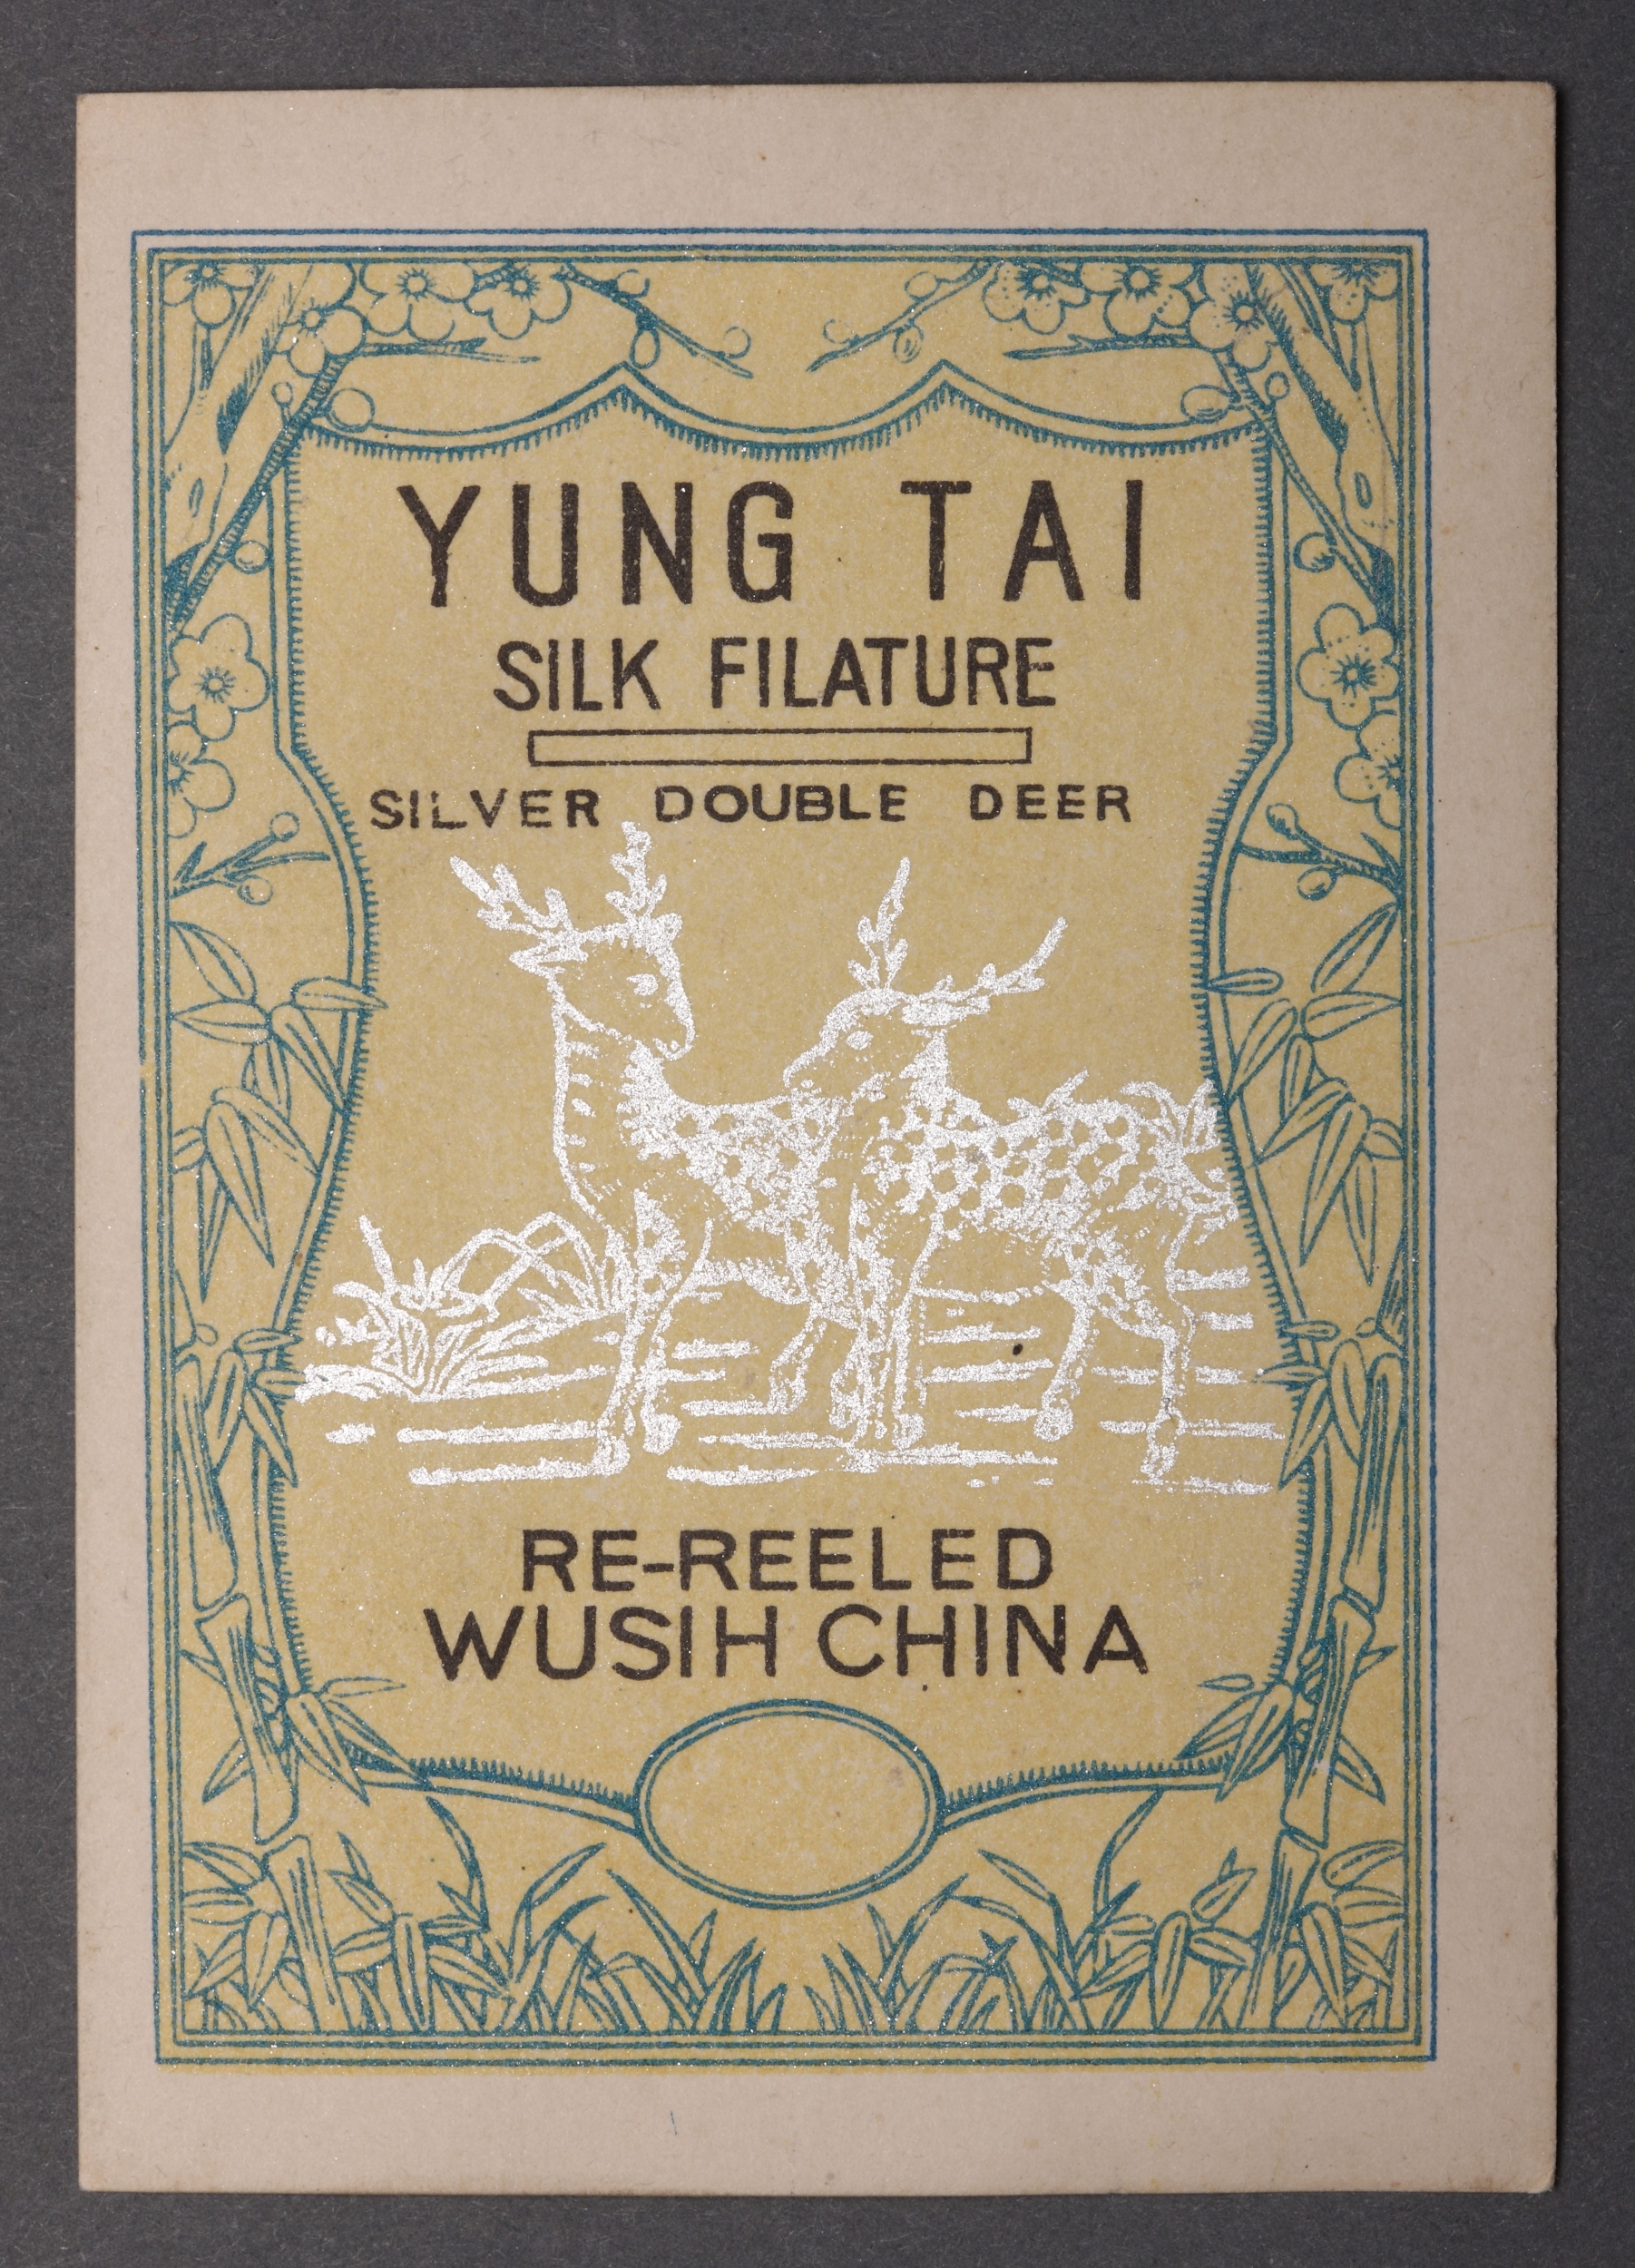 YUNG TAI
SILK FILATURE
SILVER DOUBLE DEER
RE-REELED
WUSIH CHINA